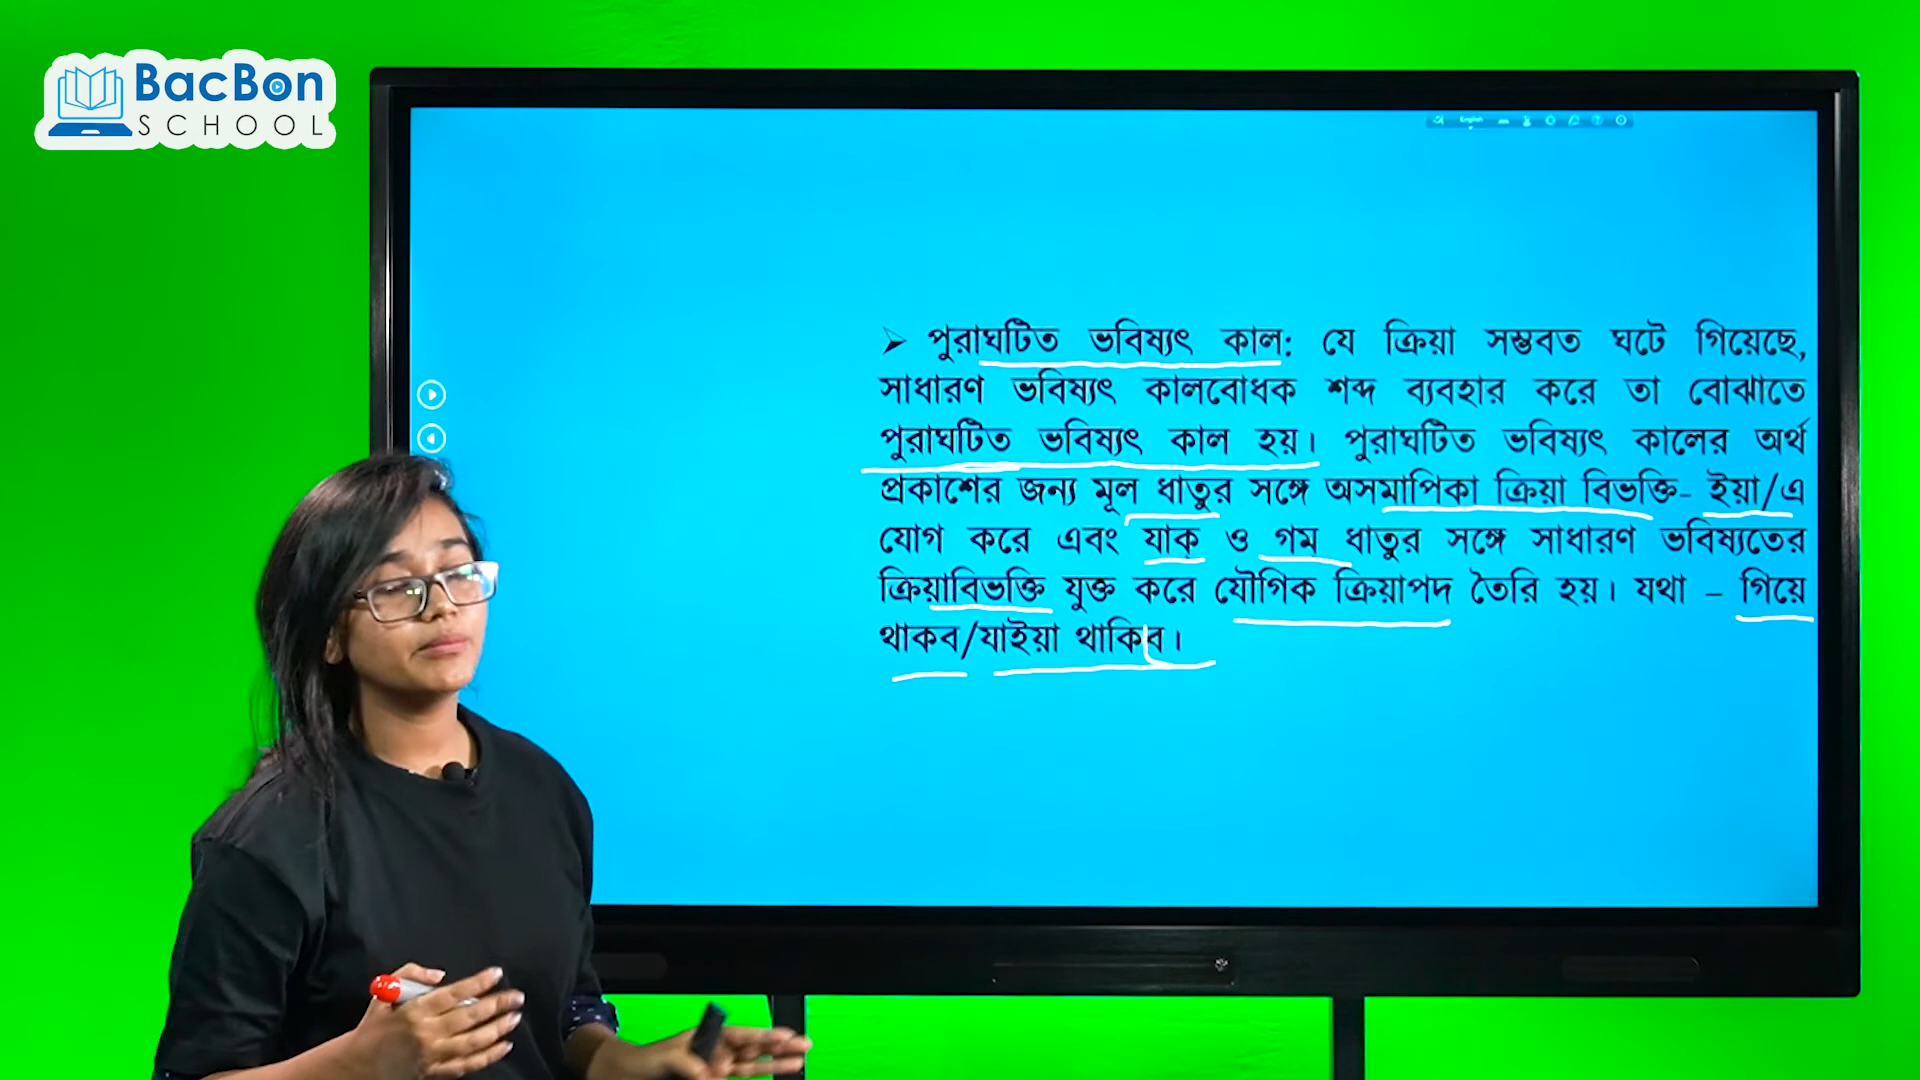 BacBon
SCHOOL
English
➢ পুরাঘটিত ভবিষ্যৎ কাল: যে ক্রিয়া সম্ভবত ঘটে গিয়েছে,
সাধারণ ভবিষ্যৎ কালবোধক শব্দ ব্যবহার করে তা বোঝাতে
পুরাঘটিত ভবিষ্যৎ কাল হয়। পুরাঘটিত ভবিষ্যৎ কালের অর্থ
প্রকাশের জন্য মূল ধাতুর সঙ্গে অসমাপিকা ক্রিয়া বিভক্তি- ইয়া/এ
যোগ করে এবং যাক্ ও গম ধাতুর সঙ্গে সাধারণ ভবিষ্যতের
ক্রিয়াবিভক্তি যুক্ত করে যৌগিক ক্রিয়াপদ তৈরি হয়। যথা – গিয়ে
থাকব/যাইয়া থাকিব।